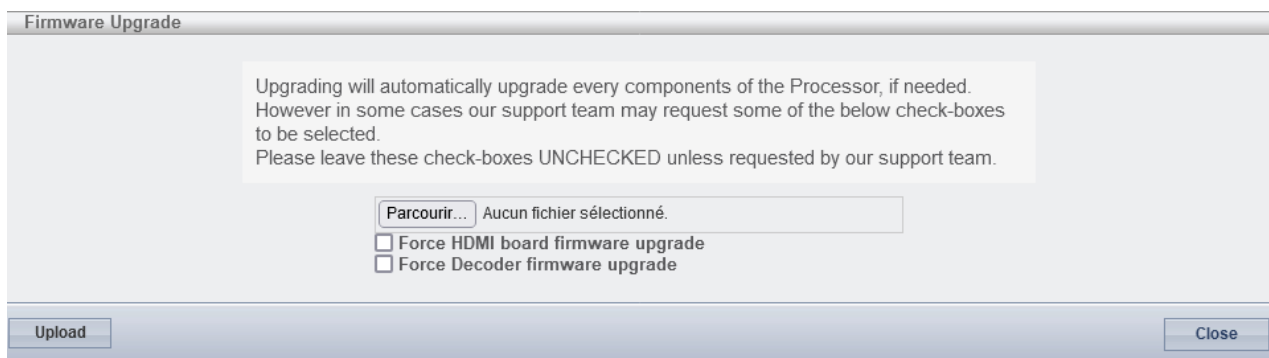 Firmware Upgrade
Upgrading will automatically upgrade every components of the Processor, if needed.
However in some cases our support team may request some of the below check-boxes
to be selected.
Please leave these check-boxes UNCHECKED unless requested by our support team.
Parcourir... Aucun fichier sélectionné.
Force HDMI board firmware upgrade
Force Decoder firmware upgrade
Upload Close